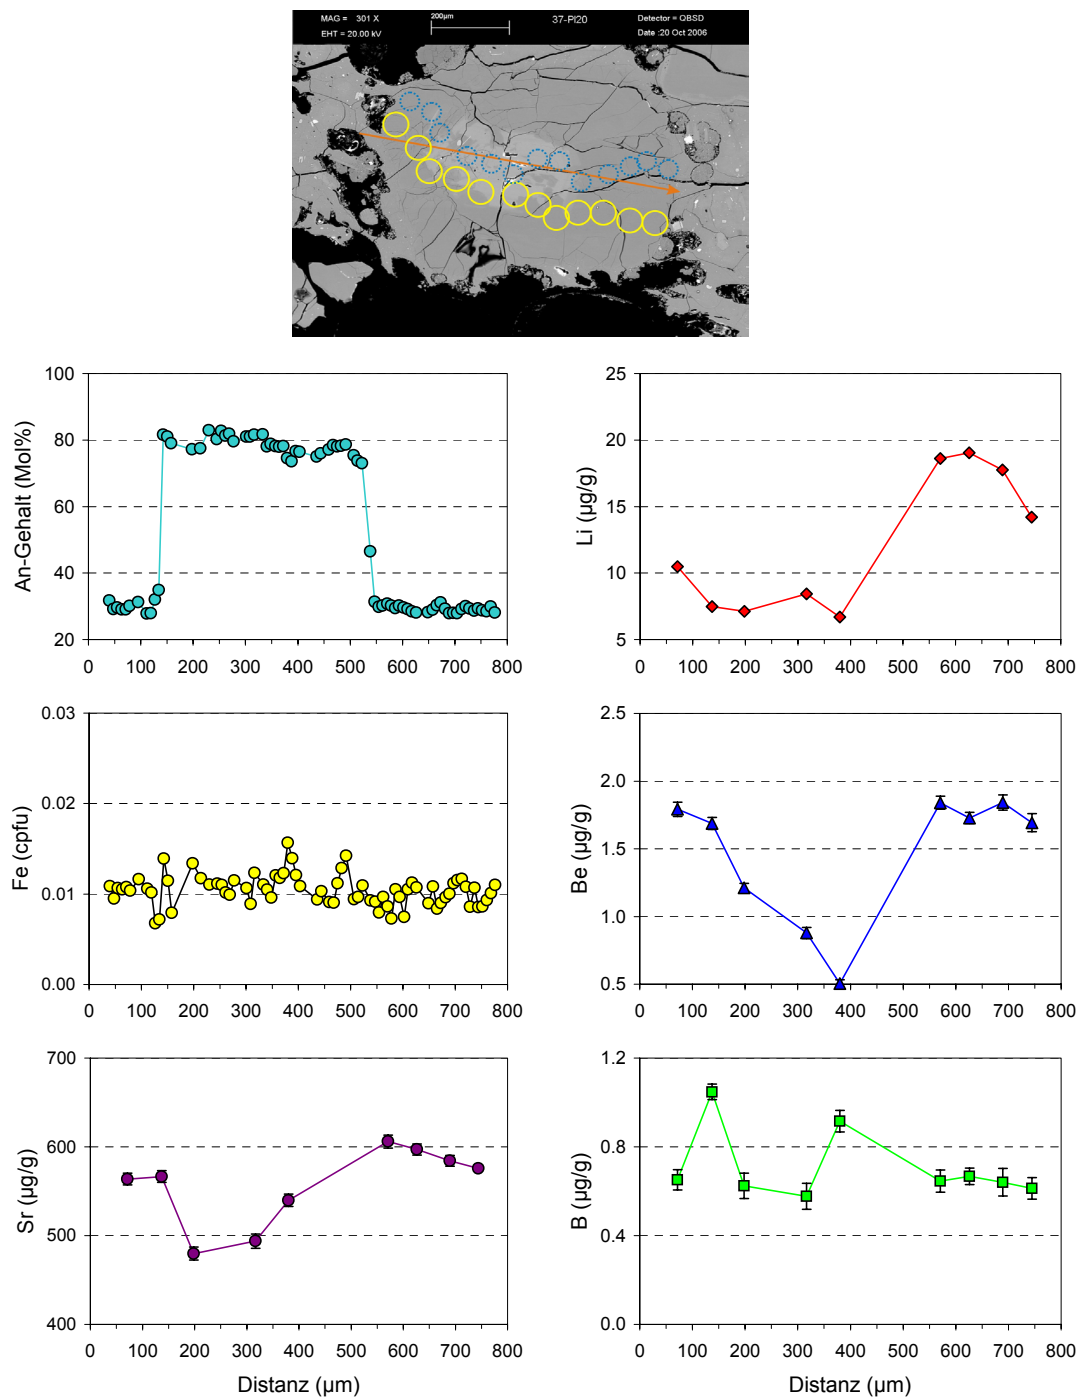 MAG = 301 X 200µm 37-Pl20 Detector = QBSD
EHT = 20.00 kV Date :20 Oct 2006
100
80
60
40
20
An-Gehalt (Mol%)
0 100 200 300 400 500 600 700 800
25
20
15
10
5
Li (µg/g)
0 100 200 300 400 500 600 700 800
0.03
0.02
0.01
0.00
Fe (cpfu)
0 100 200 300 400 500 600 700 800
2.5
2.0
1.5
1.0
0.5
Be (µg/g)
0 100 200 300 400 500 600 700 800
700
600
500
400
Sr (µg/g)
0 100 200 300 400 500 600 700 800
Distanz (µm)
1.2
0.8
0.4
0.0
B (µg/g)
0 100 200 300 400 500 600 700 800
Distanz (µm)